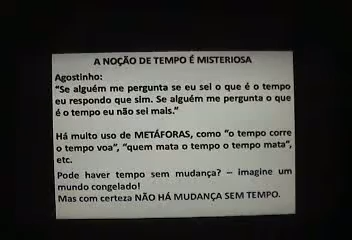 A NOÇÃO DE TEMPO É MISTERIOSA
Agostinho:
“Se alguém me pergunta se eu sei o que é o tempo
eu respondo que sim. Se alguém me pergunta o que
é o tempo eu não sei mais.”
Há muito uso de METÁFORAS, como “o tempo corre
o tempo voa”, “quem mata o tempo o tempo mata”,
etc.
Pode haver tempo sem mudança? – imagine um
mundo congelado!
Mas com certeza NÃO HÁ MUDANÇA SEM TEMPO.